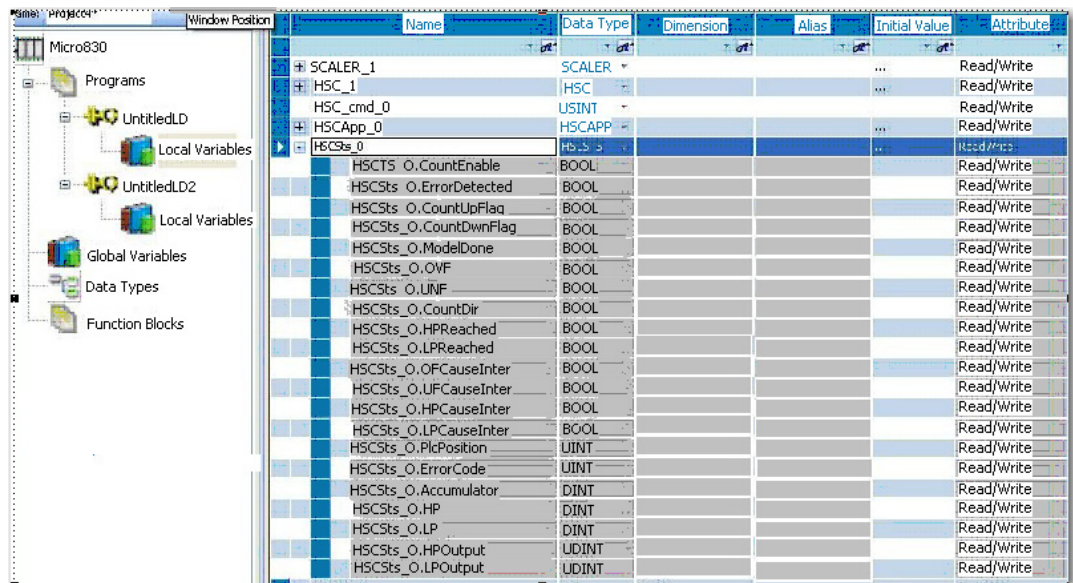 Name: Project4*
Window Position
Micro830
Programs
UntitledLD
Local Variables
UntitledLD2
Local Variables
Global Variables
Data Types
Function Blocks
Name Data Type Dimension Alias Initial Value Attribute
SCALER_1 SCALER ... Read/Write
HSC_1 HSC ... Read/Write
HSC_cmd_0 USINT Read/Write
HSCApp_0 HSCAPP ... Read/Write
HSCSts_0 ... Read/Write
HSCTS_O.CountEnable BOOL Read/Write
HSCSts_O.ErrorDetected BOOL Read/Write
HSCSts_O.CountUpFlag BOOL Read/Write
HSCSts_O.CountDwnFlag BOOL Read/Write
HSCSts_O.ModelDone BOOL Read/Write
HSCSts_O.OVF BOOL Read/Write
HSCSts_O.UNF BOOL Read/Write
HSCSts_O.CountDir BOOL Read/Write
HSCSts_O.HPReached BOOL Read/Write
HSCSts_O.LPReached BOOL Read/Write
HSCSts_O.OFCauseInter BOOL Read/Write
HSCSts_O.UFCauseInter BOOL Read/Write
HSCSts_O.HPCauseInter BOOL Read/Write
HSCSts_O.LPCauseInter BOOL Read/Write
HSCSts_O.PlcPosition UINT Read/Write
HSCSts_O.ErrorCode UINT Read/Write
HSCSts_O.Accumulator DINT Read/Write
HSCSts_O.HP DINT Read/Write
HSCSts_O.LP DINT Read/Write
HSCSts_O.HPOutput UDINT Read/Write
HSCSts_O.LPOutput UDINT Read/Write